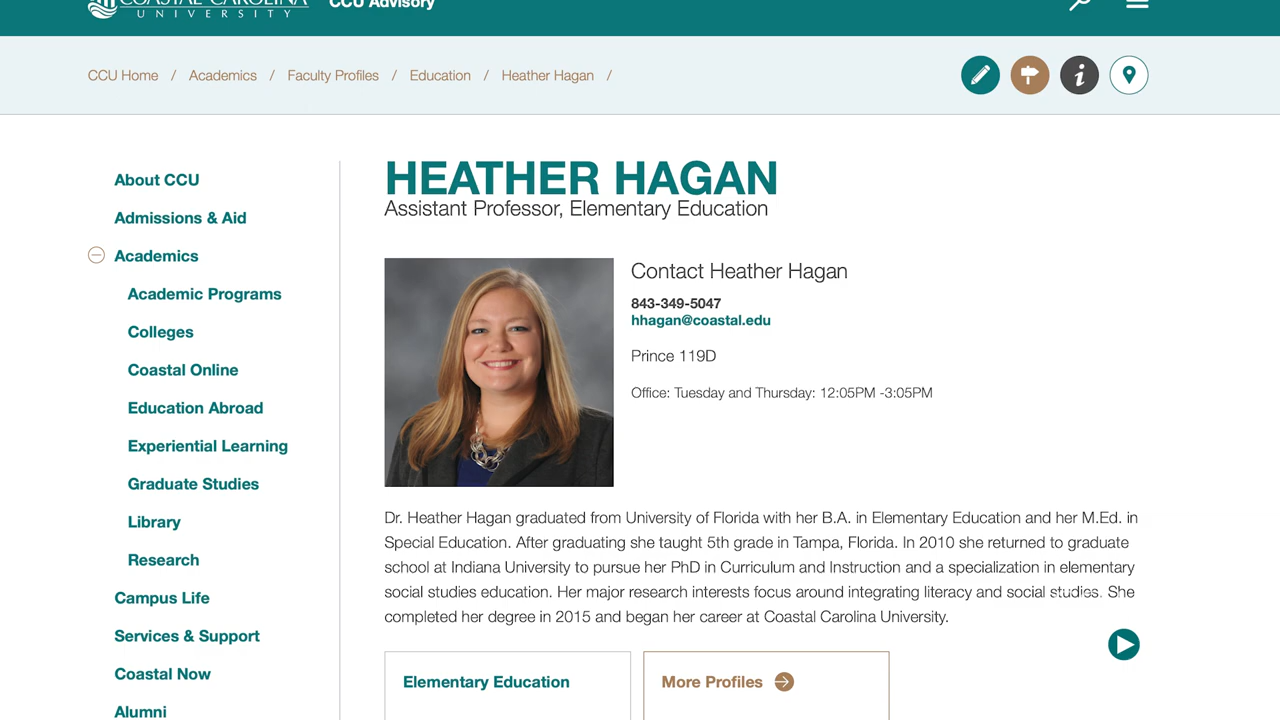 COASTAL CAROLINA
UNIVERSITY
CCU Advisory
CCU Home / Academics / Faculty Profiles / Education / Heather Hagan /
About CCU
Admissions & Aid
Academics
Academic Programs
Colleges
Coastal Online
Education Abroad
Experiential Learning
Graduate Studies
Library
Research
Campus Life
Services & Support
Coastal Now
Alumni
HEATHER HAGAN
Assistant Professor, Elementary Education
Contact Heather Hagan
843-349-5047
hhagan@coastal.edu
Prince 119D
Office: Tuesday and Thursday: 12:05PM -3:05PM
Dr. Heather Hagan graduated from University of Florida with her B.A. in Elementary Education and her M.Ed. in
Special Education. After graduating she taught 5th grade in Tampa, Florida. In 2010 she returned to graduate
school at Indiana University to pursue her PhD in Curriculum and Instruction and a specialization in elementary
social studies education. Her major research interests focus around integrating literacy and social studies. She
completed her degree in 2015 and began her career at Coastal Carolina University.
Elementary Education
More Profiles